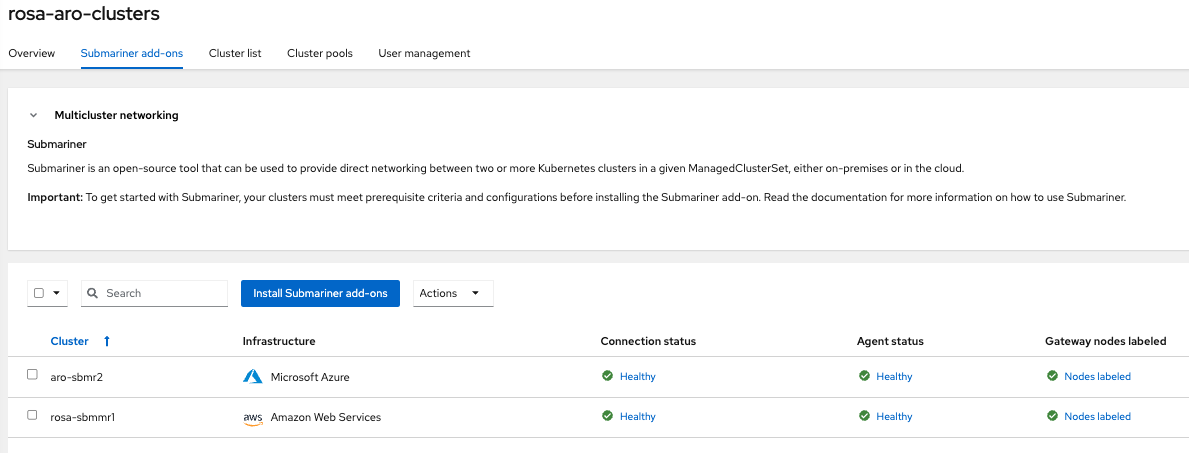 rosa-aro-clusters
Overview Submariner add-ons Cluster list Cluster pools User management
Multicluster networking
Submariner
Submariner is an open-source tool that can be used to provide direct networking between two or more Kubernetes clusters in a given ManagedClusterSet, either on-premises or in the cloud.
Important: To get started with Submariner, your clusters must meet prerequisite criteria and configurations before installing the Submariner add-on. Read the documentation for more information on how to use Submariner.
Search Install Submariner add-ons Actions
Cluster Infrastructure Connection status Agent status Gateway nodes labeled
aro-sbmr2 Microsoft Azure Healthy Healthy Nodes labeled
rosa-sbmmr1 aws Amazon Web Services Healthy Healthy Nodes labeled